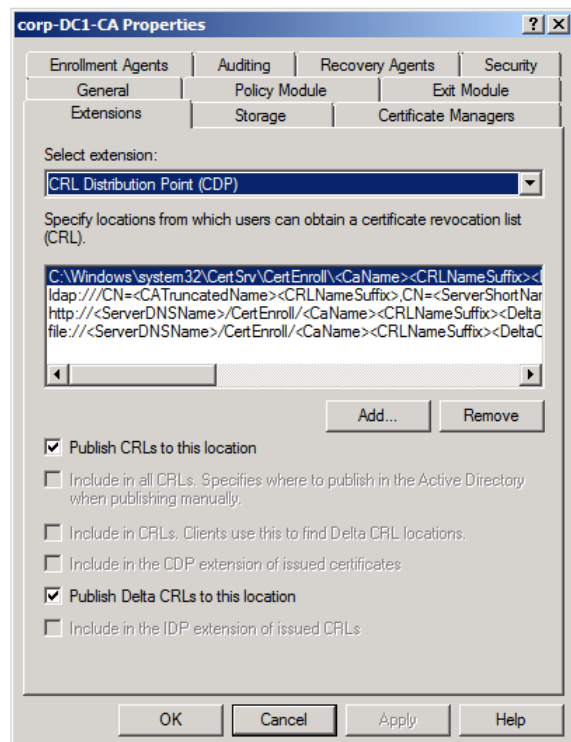 corp-DC1-CA Properties
Enrollment Agents Auditing Recovery Agents Security
General Policy Module Exit Module
Extensions Storage Certificate Managers
Select extension:
CRL Distribution Point (CDP)
Specify locations from which users can obtain a certificate revocation list
(CRL).
C:\Windows\system32\CertSrv\CertEnroll\<CaName><CRLNameSuffix><
ldap:///CN=<CATruncatedName><CRLNameSuffix>,CN=<ServerShortNar
http://<ServerDNSName>/CertEnroll/<CaName><CRLNameSuffix><Delta
file://<ServerDNSName>/CertEnroll/<CaName><CRLNameSuffix><DeltaC
Add... Remove
Publish CRLs to this location
Include in all CRLs. Specifies where to publish in the Active Directory
when publishing manually.
Include in CRLs. Clients use this to find Delta CRL locations.
Include in the CDP extension of issued certificates
Publish Delta CRLs to this location
Include in the IDP extension of issued CRLs
OK Cancel Apply Help